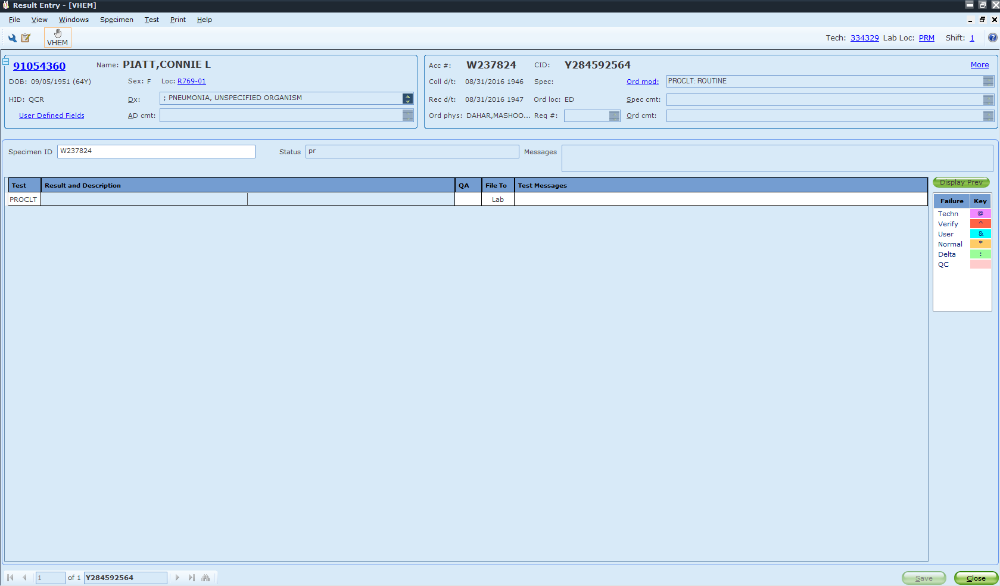 Result Entry - [VHEM]
File View Windows Specimen Test Print Help
VHEM
Tech: 334329 Lab Loc: PRM Shift: 1
91054360 Name: PIATT,CONNIE L
DOB: 09/05/1951 (64Y) Sex: F Loc: R769-01
HID: QCR Dx: ; PNEUMONIA, UNSPECIFIED ORGANISM
User Defined Fields AD cmt:
Acc #: W237824 CID: Y284592564 More
Coll d/t: 08/31/2016 1946 Spec: Ord mod: PROCLT: ROUTINE
Rec d/t: 08/31/2016 1947 Ord loc: ED Spec cmt:
Ord phys: DAHAR,MASHOO... Req #: Ord cmt:
Specimen ID W237824 Status pr Messages
Test Result and Description QA File To Test Messages
PROCLT Lab
Display Prev
Failure Key
Techn @
Verify ^
User &
Normal *
Delta :
QC
1 of 1 Y284592564
Save Close